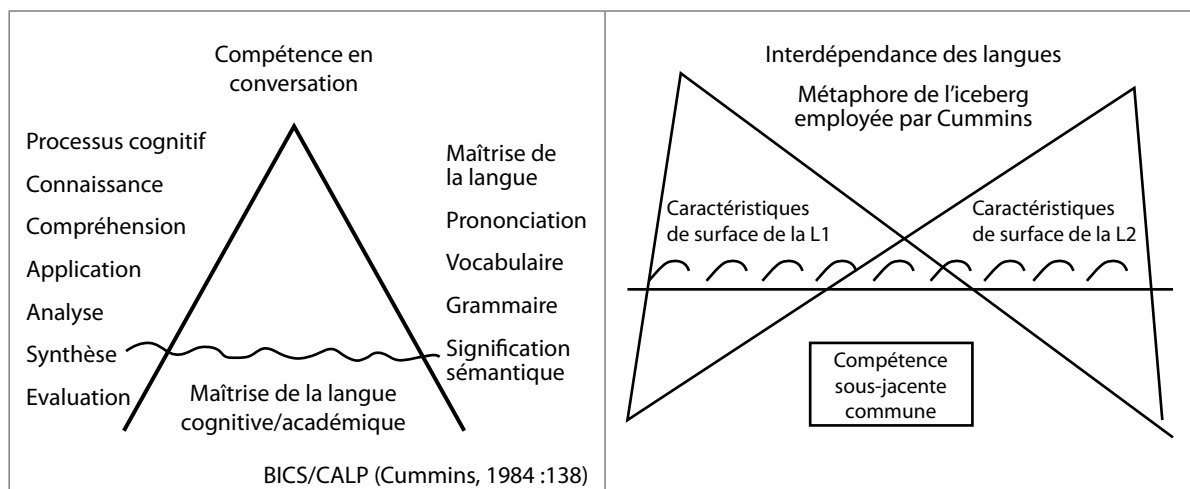 Compétence en
conversation
Processus cognitif
Connaissance
Compréhension
Application
Analyse
Synthèse
Evaluation
Maîtrise de
la langue
Prononciation
Vocabulaire
Grammaire
Signification
sémantique
Maîtrise de la langue
cognitive/académique
BICS/CALP (Cummins, 1984 :138)
Interdépendance des langues
Métaphore de l'iceberg
employée par Cummins
Caractéristiques
de surface de la L1
Caractéristiques
de surface de la L2
Compétence
sous-jacente
commune